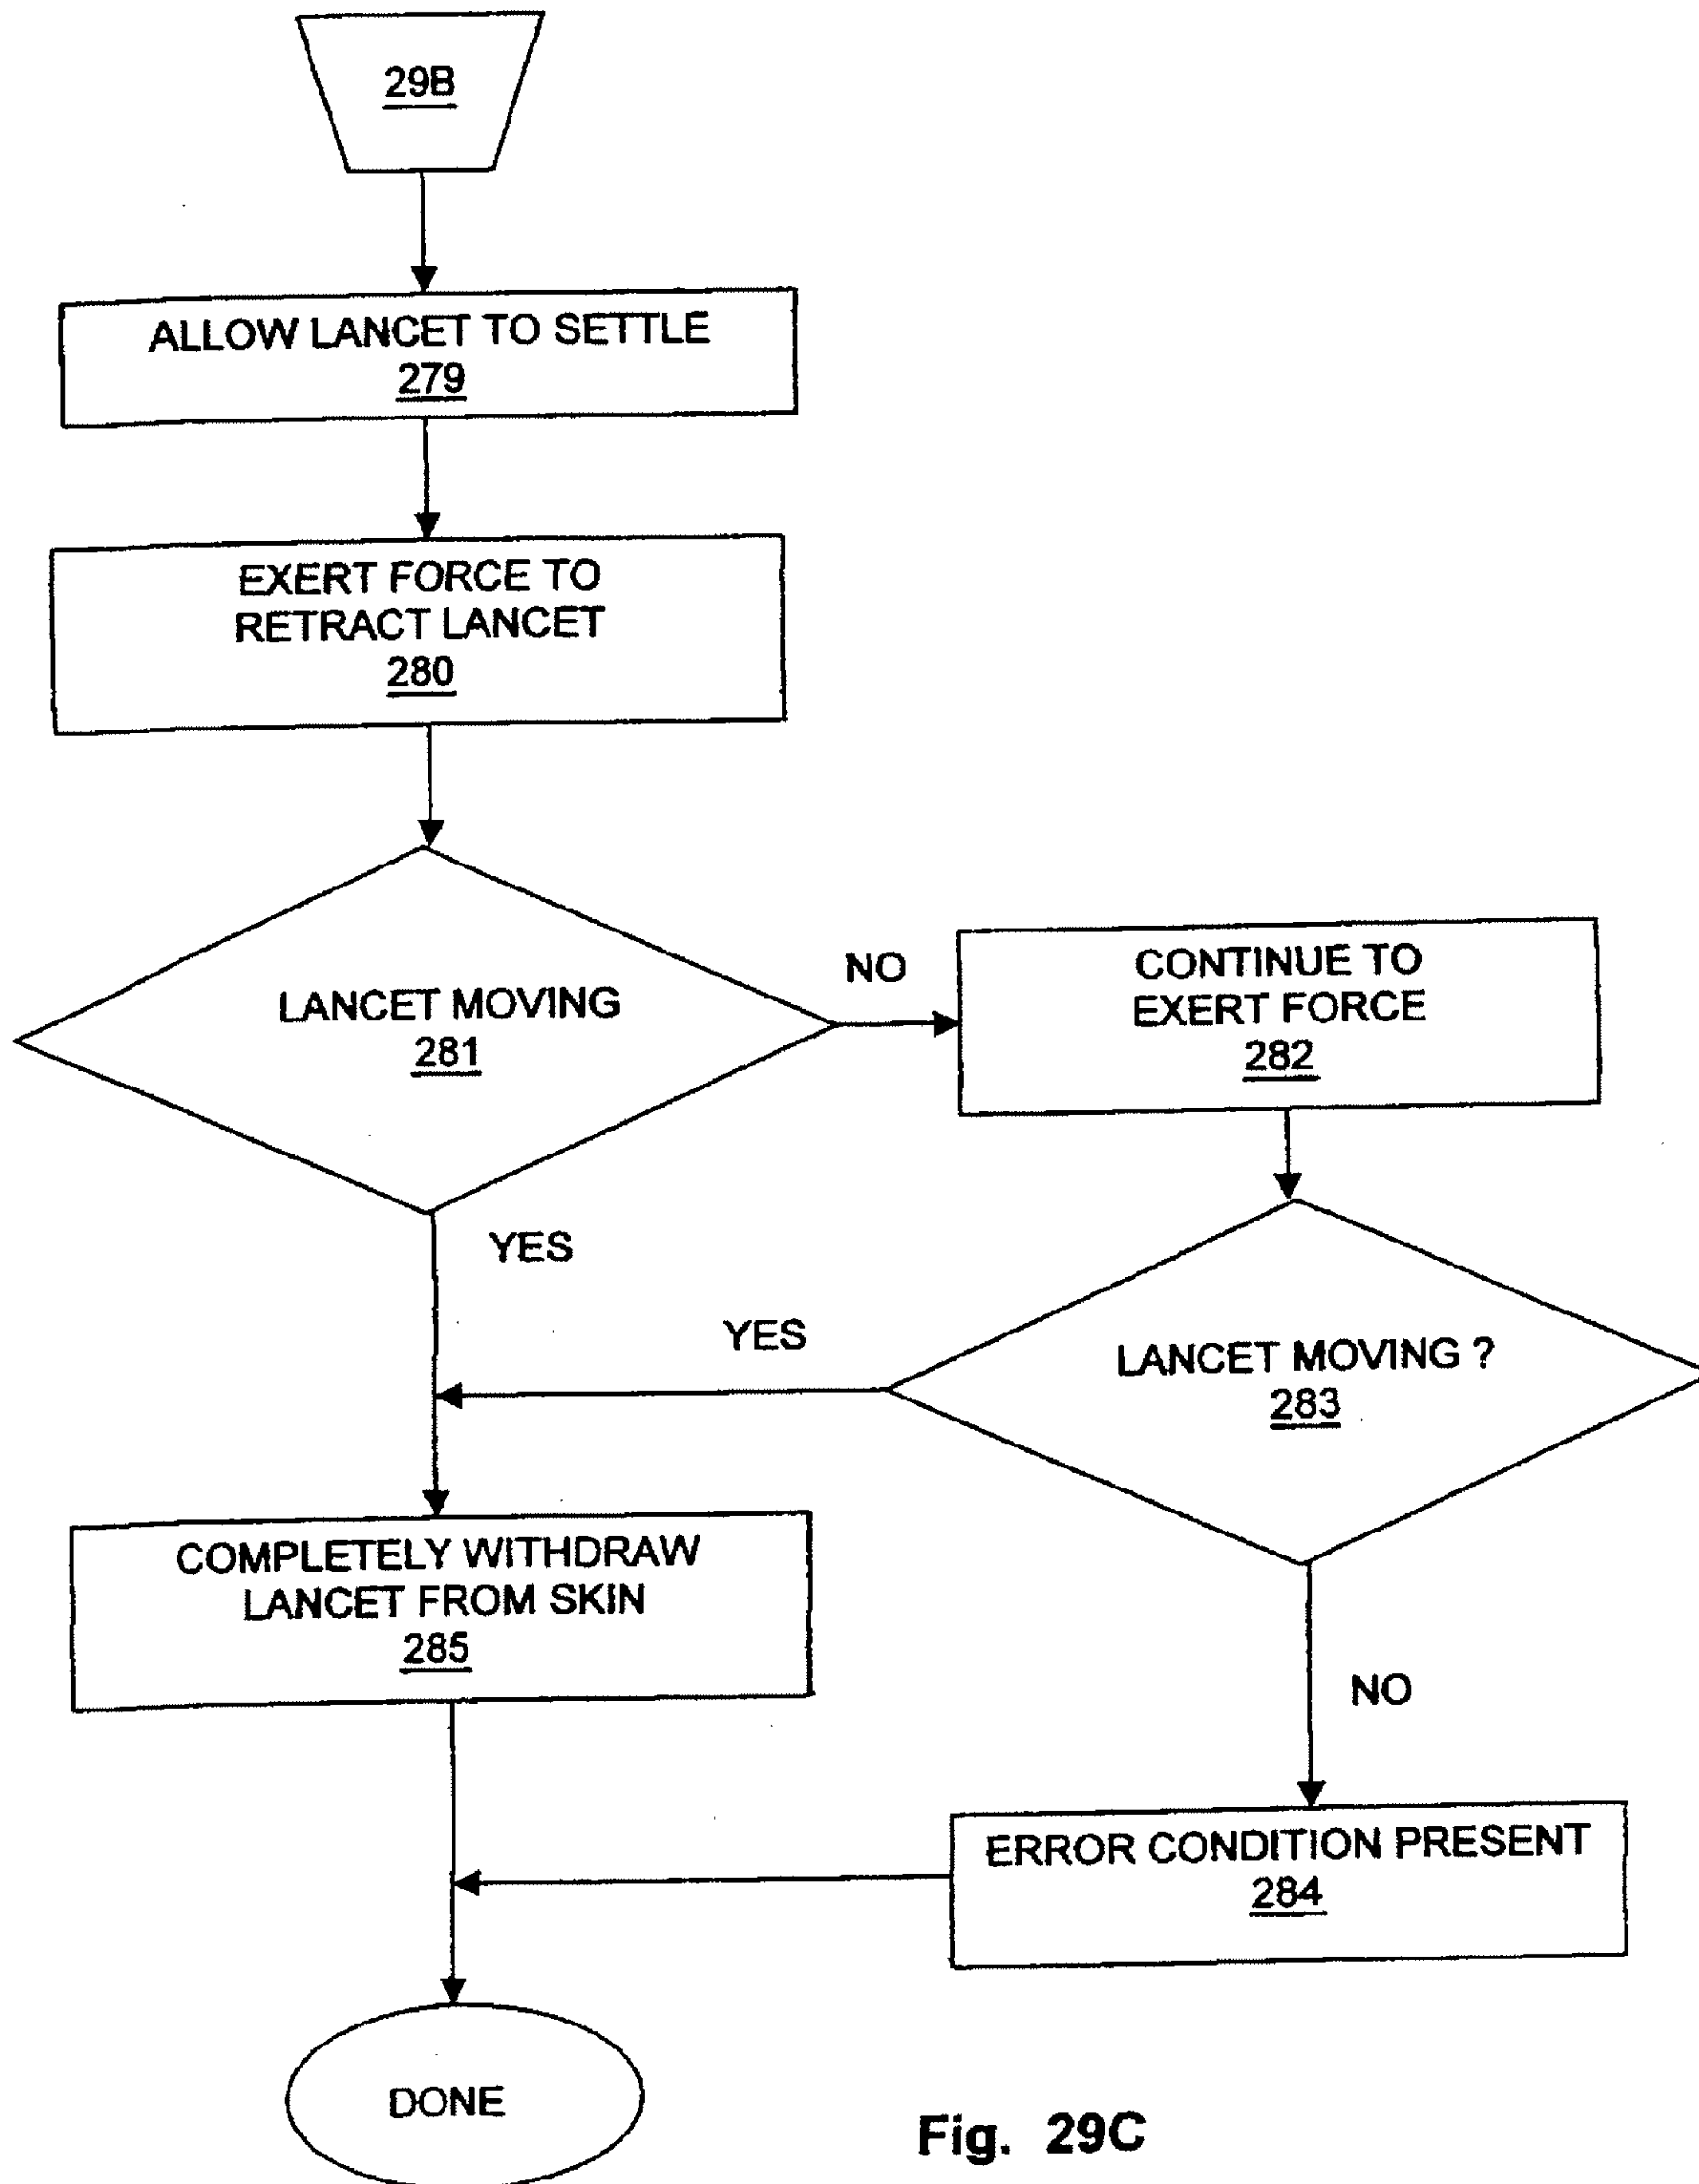 29B
ALLOW LANCET TO SETTLE
279
EXERT FORCE TO
RETRACT LANCET
280
LANCET MOVING
281
NO
CONTINUE TO
EXERT FORCE
282
YES
YES
LANCET MOVING ?
283
COMPLETELY WITHDRAW
LANCET FROM SKIN
285
NO
ERROR CONDITION PRESENT
284
DONE
Fig. 29C